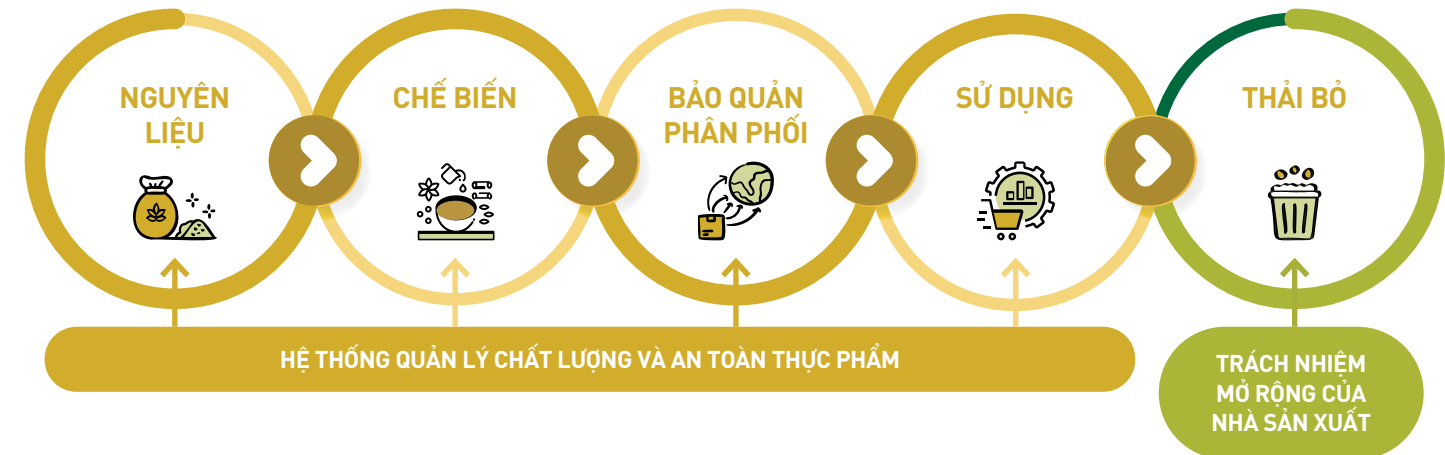 NGUYÊN
LIỆU
CHẾ BIẾN
BẢO QUẢN
PHÂN PHỐI
SỬ DỤNG
THẢI BỎ
HỆ THỐNG QUẢN LÝ CHẤT LƯỢNG VÀ AN TOÀN THỰC PHẨM
TRÁCH NHIỆM
MỞ RỘNG CỦA
NHÀ SẢN XUẤT